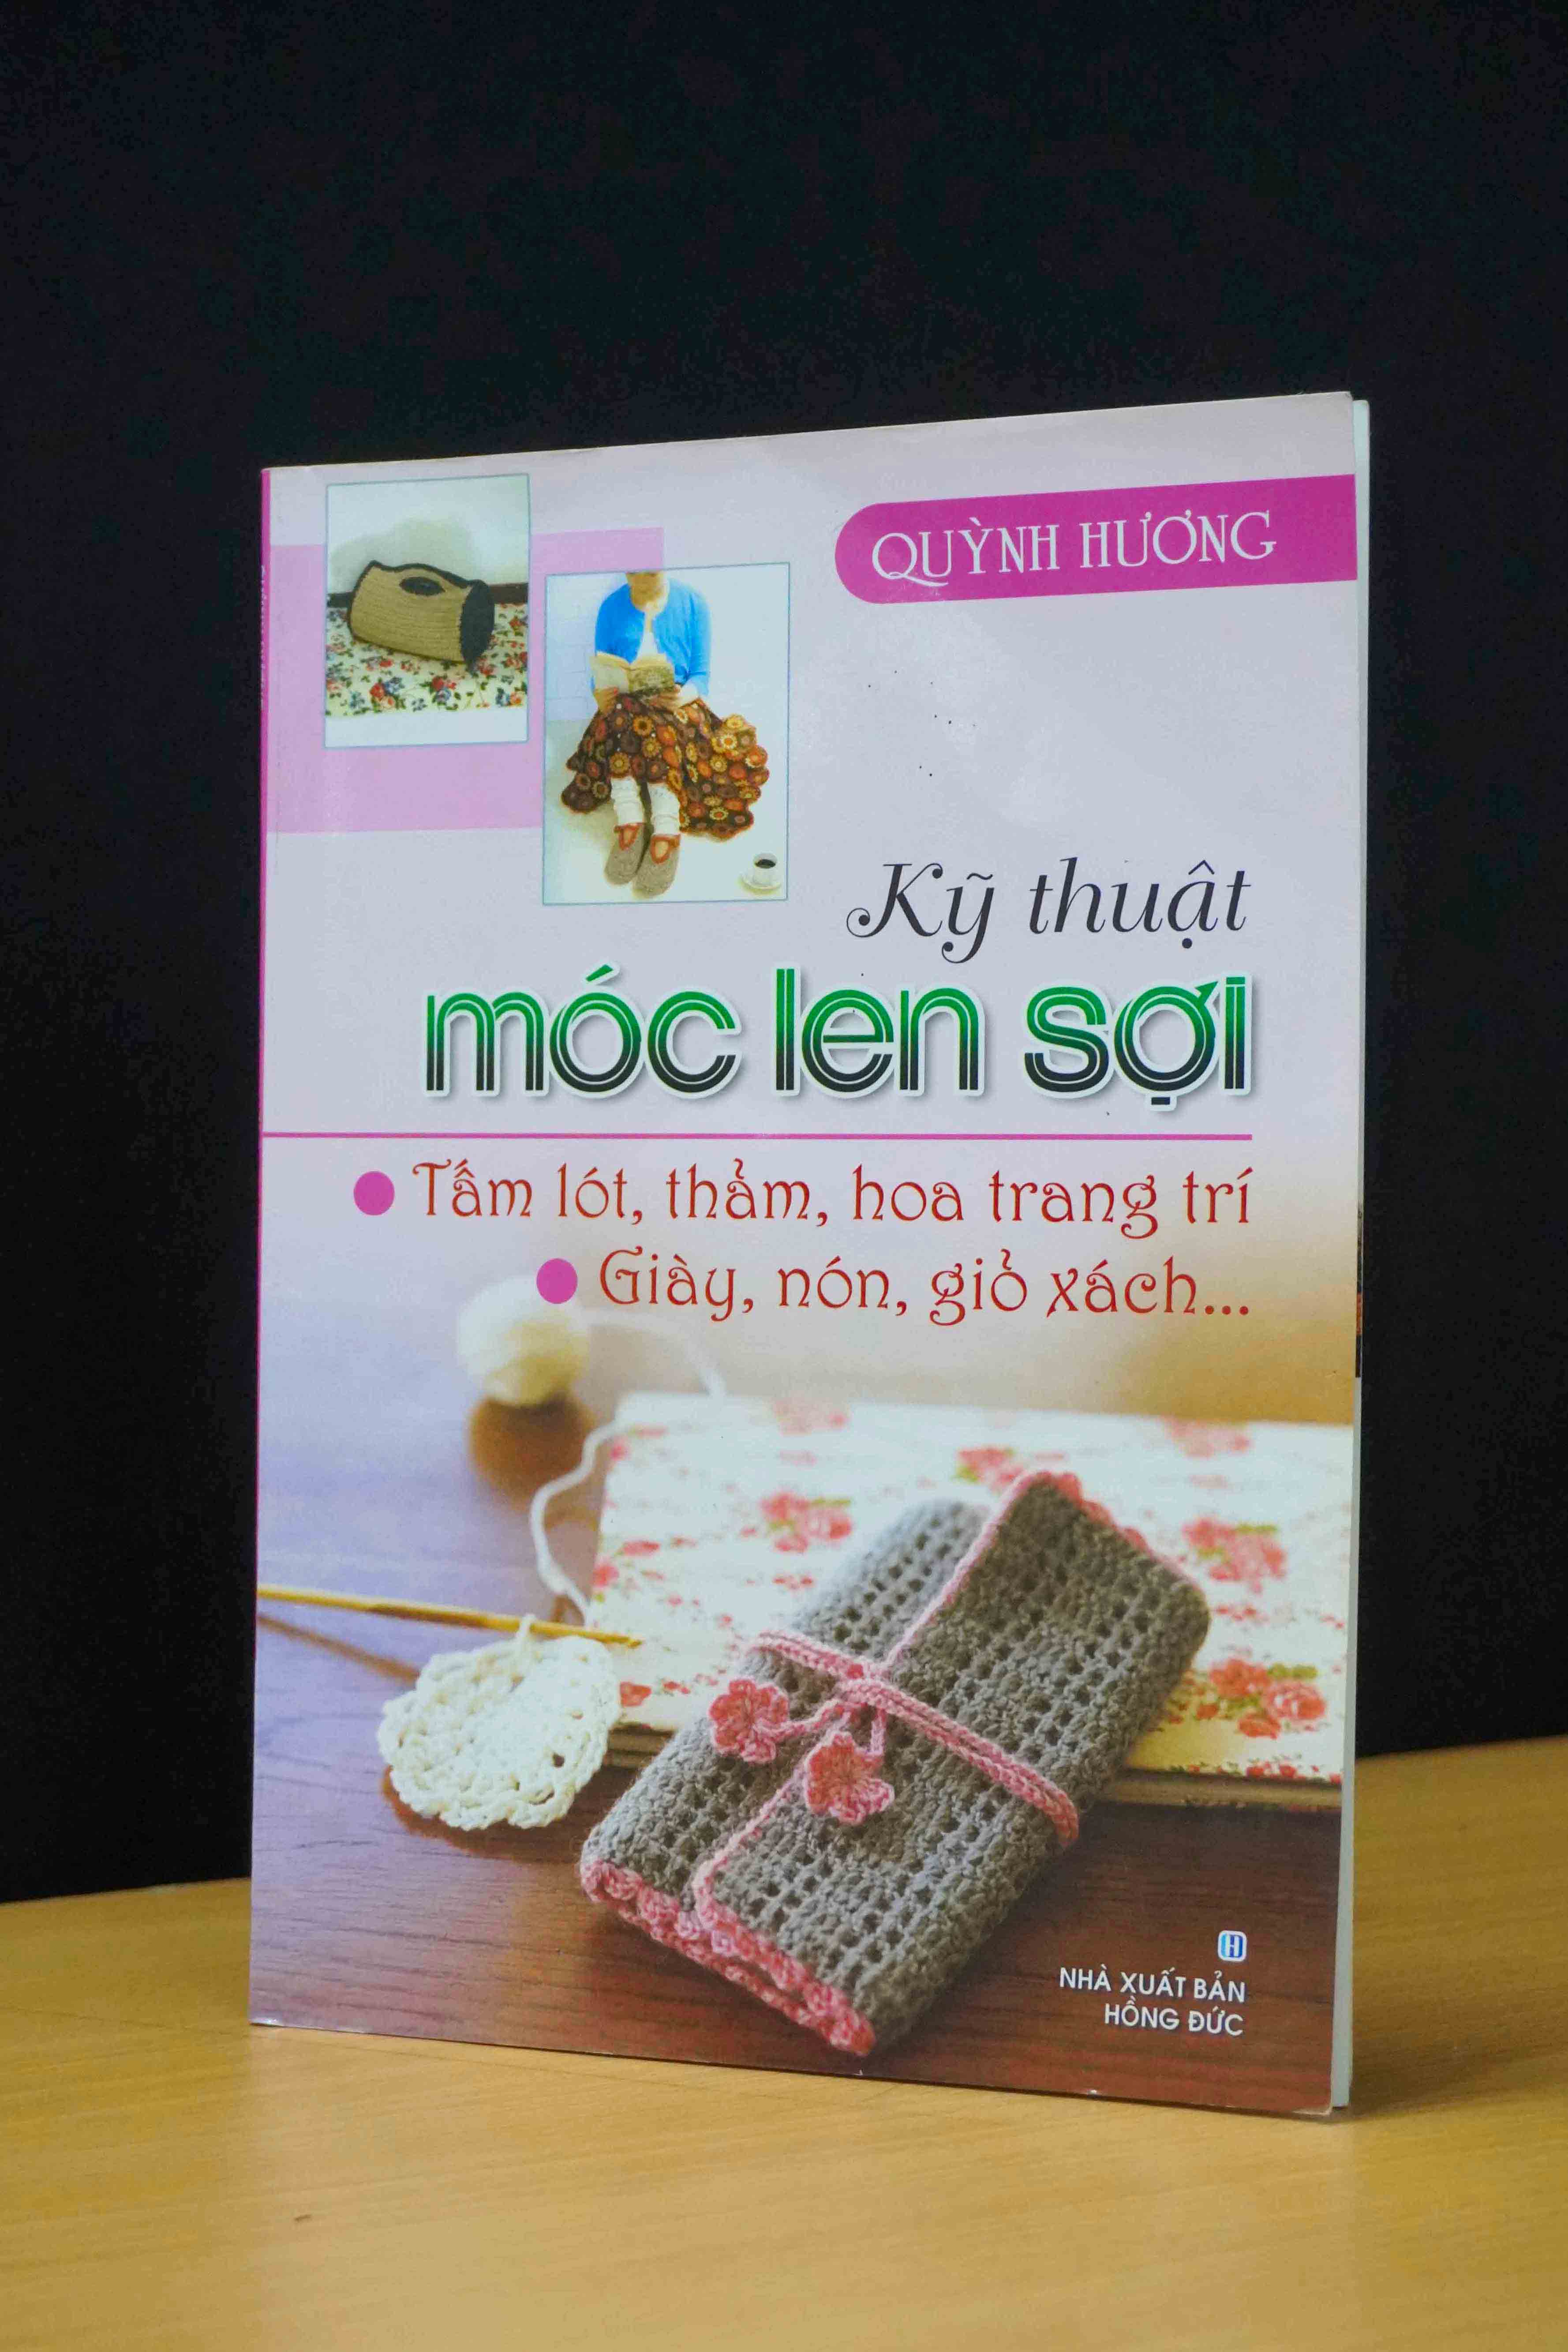 QUỲNH HƯƠNG
Kỹ thuật
móc len sợi
Tấm lót, thảm, hoa trang trí
Giày, nón, giỏ xách...
H
NHÀ XUẤT BẢN
HỒNG ĐỨC